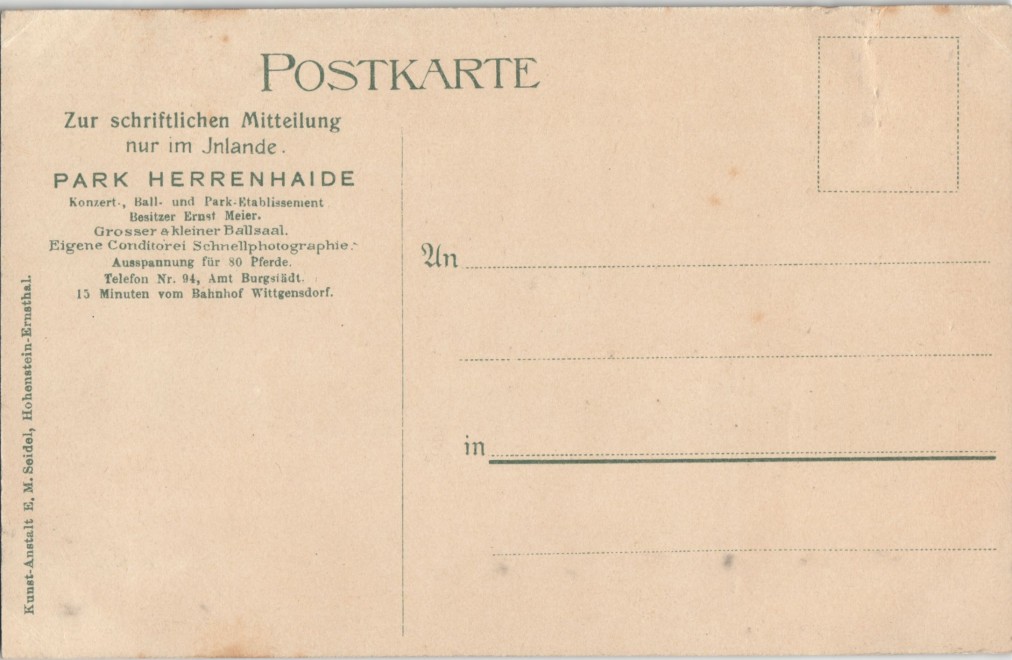 POSTKARTE
Zur schriftlichen Mitteilung
nur im Jnlande.
PARK HERRENHAIDE
Konzert-, Ball- und Park-Etablissement
Besitzer Ernst Meier.
Grosser & kleiner Ballsaal.
Eigene Conditorei Schnellphotographie.
Ausspannung für 80 Pferde.
Telefon Nr. 94, Amt Burgstädt.
15 Minuten vom Bahnhof Wittgensdorf.
An
in
Kunst-Anstalt E. M. Seidel, Hohenstein-Ernsthal.